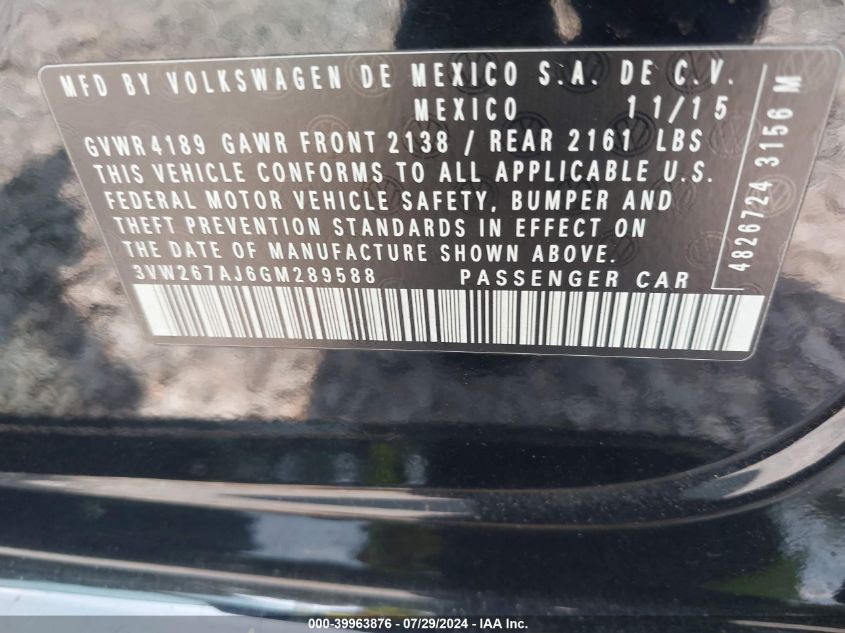 MFD BY VOLKSWAGEN DE MEXICO S.A. DE C.V.
MEXICO 11/15
GVWR 4189 GAWR FRONT 2138 / REAR 2161 LBS
THIS VEHICLE CONFORMS TO ALL APPLICABLE U.S.
FEDERAL MOTOR VEHICLE SAFETY, BUMPER AND
THEFT PREVENTION STANDARDS IN EFFECT ON
THE DATE OF MANUFACTURE SHOWN ABOVE.
3VW267AJ6GM289588 PASSENGER CAR
4826724 3156 M
000-39963876 - 07/29/2024 - IAA, Inc.